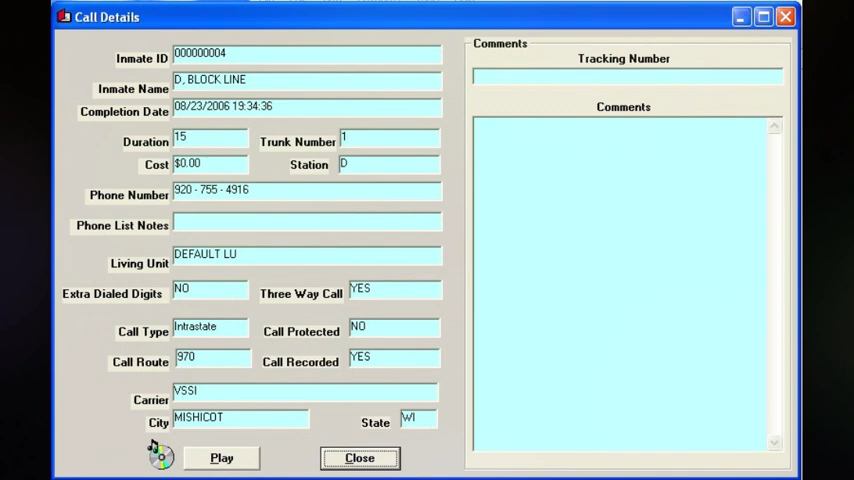 Call Details
Inmate ID 000000004
Inmate Name D, BLOCK LINE
Completion Date 08/23/2006 19:34:36
Duration 15 Trunk Number 1
Cost $0.00 Station D
Phone Number 920 - 755 - 4916
Phone List Notes
Living Unit DEFAULT LU
Extra Dialed Digits NO Three Way Call YES
Call Type Intrastate Call Protected NO
Call Route 970 Call Recorded YES
Carrier VSSI
City MISHICOT State WI
Play Close
Comments
Tracking Number
Comments